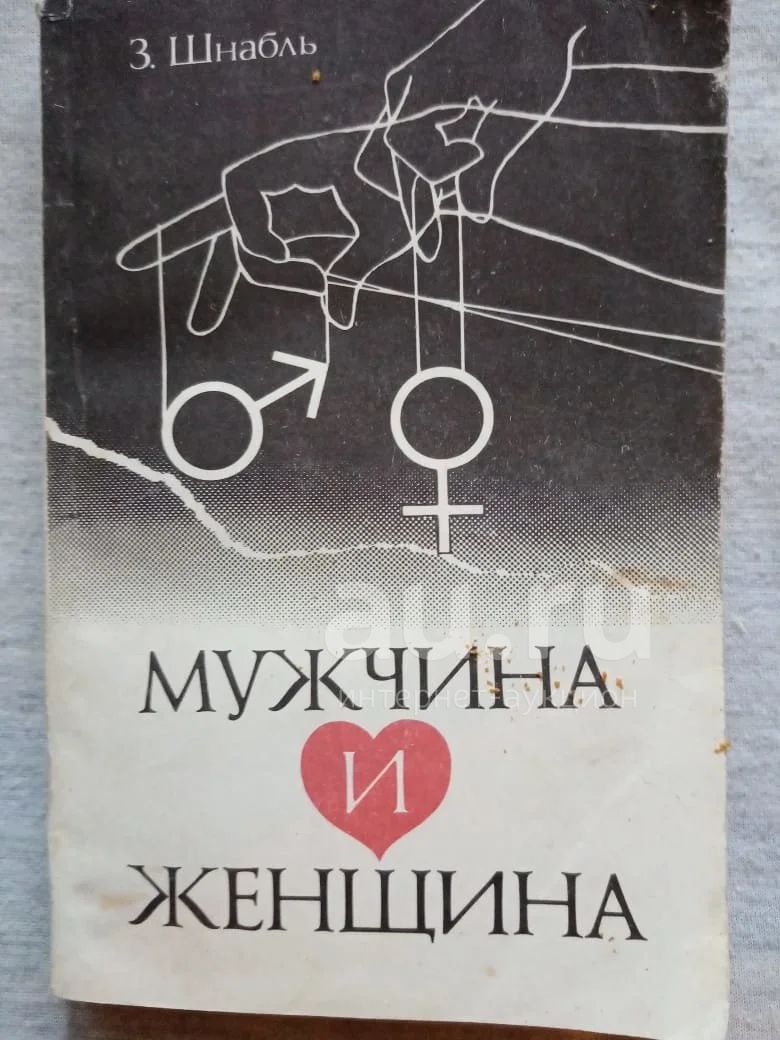 З. Шнабль
au.ru
интернет-аукцион
МУЖЧИНА
И
ЖЕНЩИНА